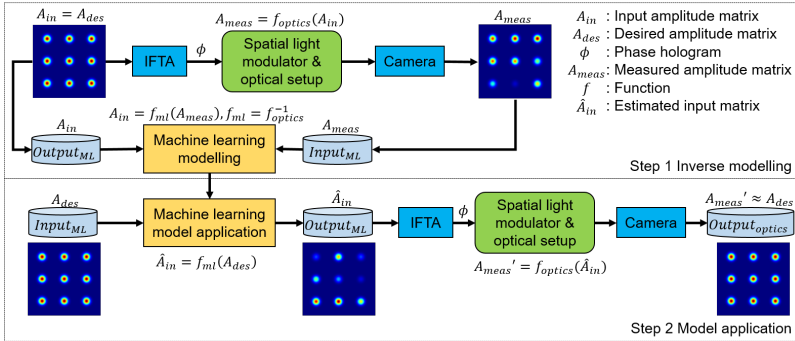 A_in = A_des
IFTA
ϕ
A_meas = f_optics(A_in)
Spatial light
modulator &
optical setup
Camera
A_meas
A_in : Input amplitude matrix
A_des : Desired amplitude matrix
ϕ : Phase hologram
A_meas : Measured amplitude matrix
f : Function
Â_in : Estimated input matrix
A_in = f_ml(A_meas), f_ml = f_optics^-1
A_in
Output_ML
Machine learning
modelling
A_meas
Input_ML
Step 1 Inverse modelling
A_des
Input_ML
Machine learning
model application
Â_in = f_ml(A_des)
Â_in
Output_ML
IFTA
ϕ
Spatial light
modulator &
optical setup
A_meas' = f_optics(Â_in)
Camera
A_meas' ≈ A_des
Output_optics
Step 2 Model application